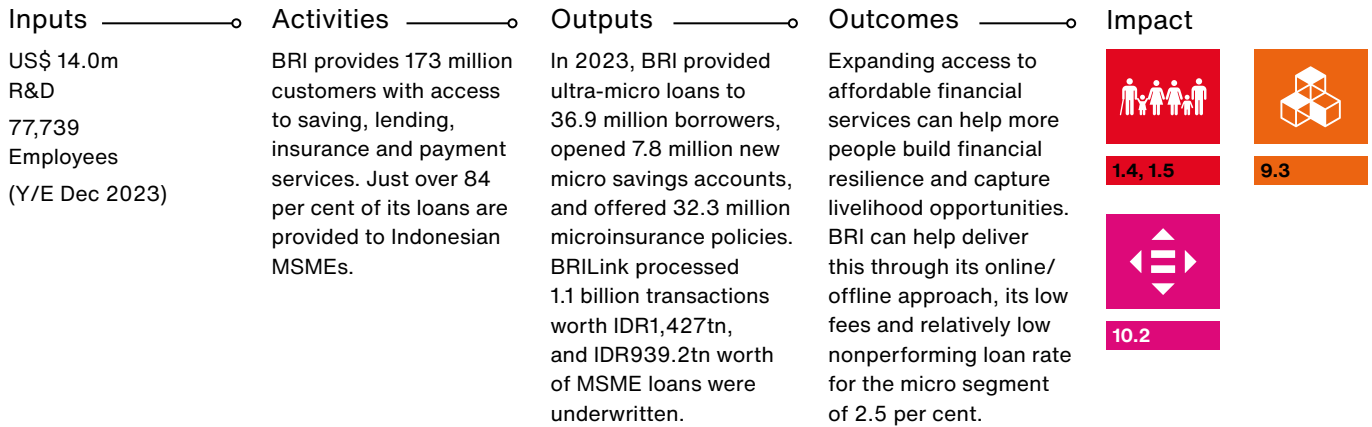 Inputs
US$ 14.0m
R&D
77,739
Employees
(Y/E Dec 2023)
Activities
BRI provides 173 million
customers with access
to saving, lending,
insurance and payment
services. Just over 84
per cent of its loans are
provided to Indonesian
MSMEs.
Outputs
In 2023, BRI provided
ultra-micro loans to
36.9 million borrowers,
opened 7.8 million new
micro savings accounts,
and offered 32.3 million
microinsurance policies.
BRILink processed
1.1 billion transactions
worth IDR1,427tn,
and IDR939.2tn worth
of MSME loans were
underwritten.
Outcomes
Expanding access to
affordable financial
services can help more
people build financial
resilience and capture
livelihood opportunities.
BRI can help deliver
this through its online/
offline approach, its low
fees and relatively low
nonperforming loan rate
for the micro segment
of 2.5 per cent.
Impact
1.4, 1.5
9.3
10.2